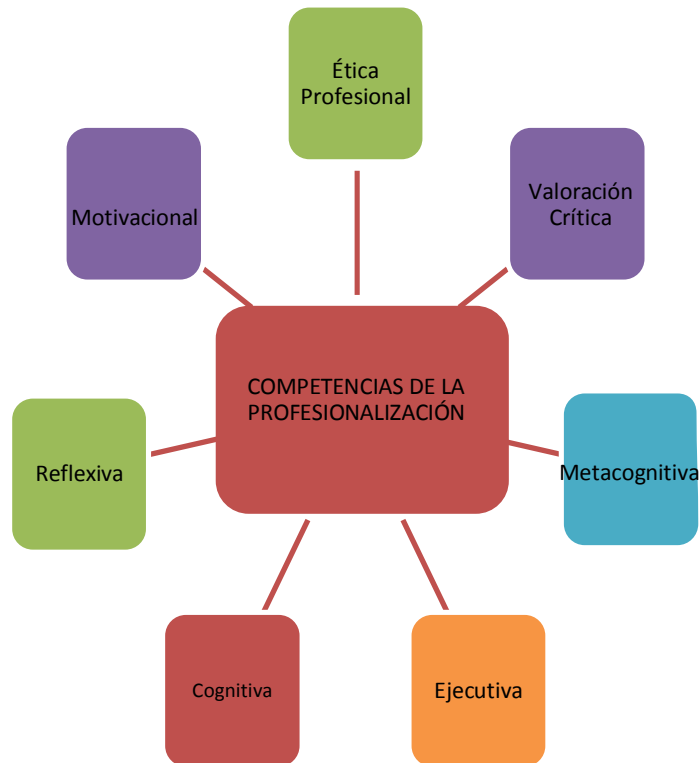 Ética
Profesional
Valoración
Crítica
Motivacional
COMPETENCIAS DE LA
PROFESIONALIZACIÓN
Metacognitiva
Reflexiva
Cognitiva
Ejecutiva